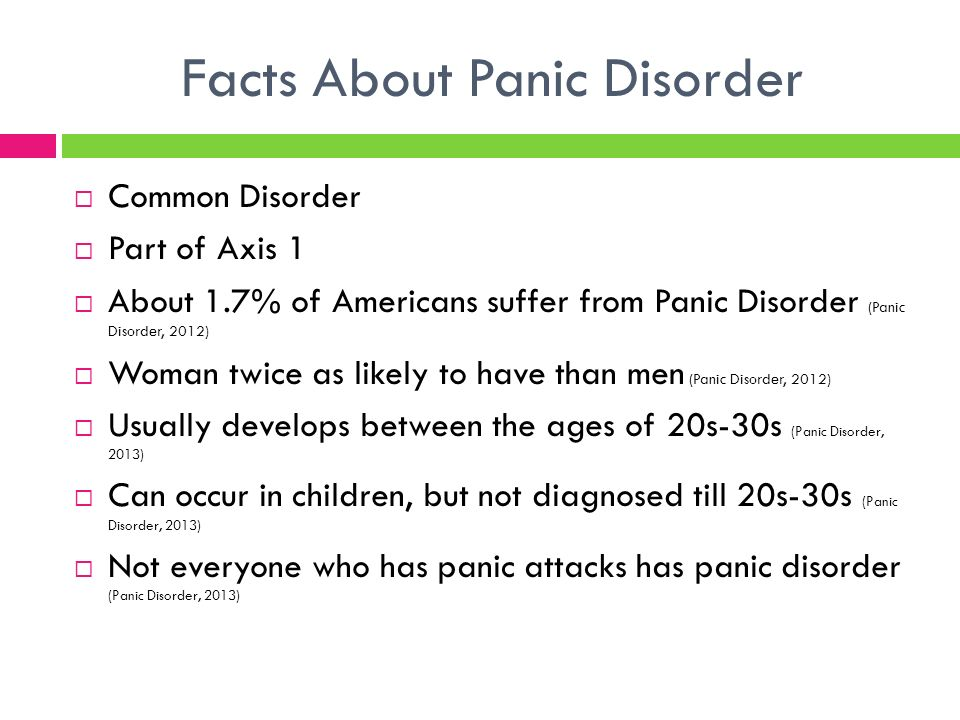 Facts About Panic Disorder
Common Disorder
Part of Axis 1
About 1.7% of Americans suffer from Panic Disorder (Panic
Disorder, 2012)
Woman twice as likely to have than men (Panic Disorder, 2012)
Usually develops between the ages of 20s-30s (Panic Disorder,
2013)
Can occur in children, but not diagnosed till 20s-30s (Panic
Disorder, 2013)
Not everyone who has panic attacks has panic disorder
(Panic Disorder, 2013)